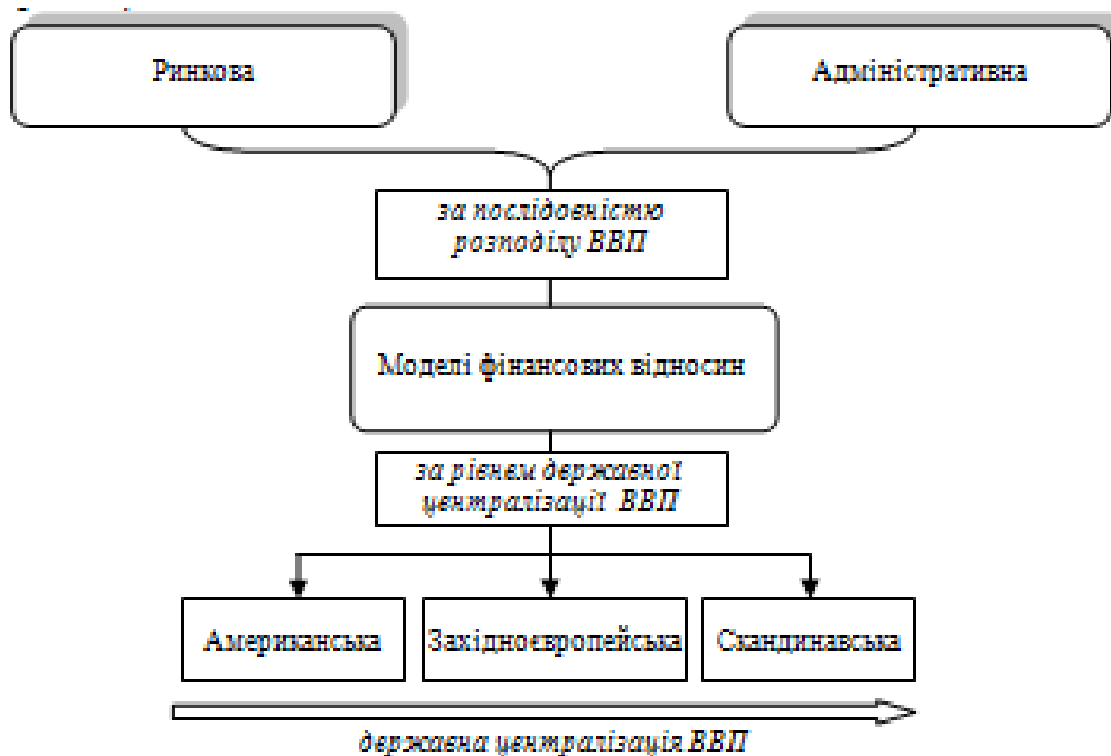 Ринкова
Адміністративна
за послідовністю
розподілу ВВП
Моделі фінансових відносин
за рівнем державної
централізації ВВП
Американська
Західноєвропейська
Скандинавська
державна централізація ВВП